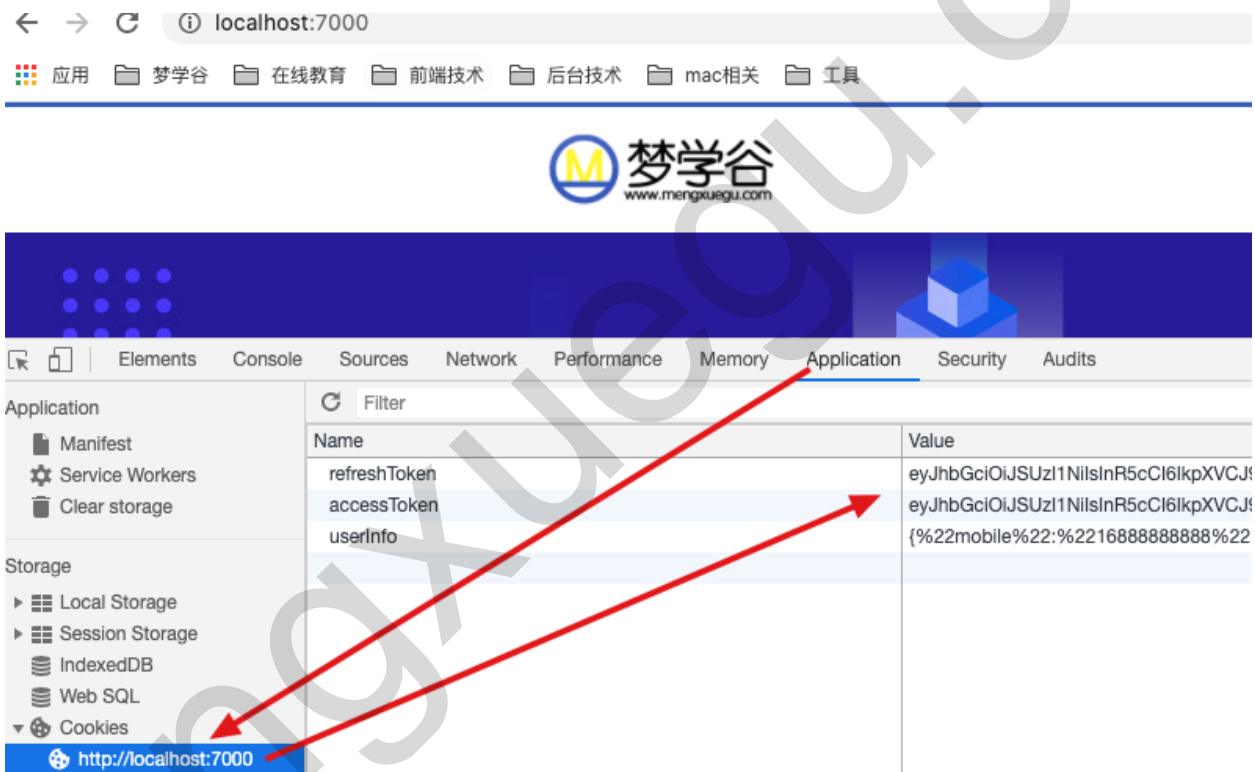 localhost:7000
应用 梦学谷 在线教育 前端技术 后台技术 mac相关 工具
M 梦学谷
www.mengxuegu.com
Elements Console Sources Network Performance Memory Application Security Audits
Application
Filter
Manifest
Service Workers
Clear storage
Name Value
refreshToken eyJhbGciOiJSUzI1NiIsInR5cCI6IkpXVCJ9
accessToken eyJhbGciOiJSUzI1NiIsInR5cCI6IkpXVCJ9
userInfo {%22mobile%22:%2216888888888%22
Storage
Local Storage
Session Storage
IndexedDB
Web SQL
Cookies
http://localhost:7000
ngxuegu.c